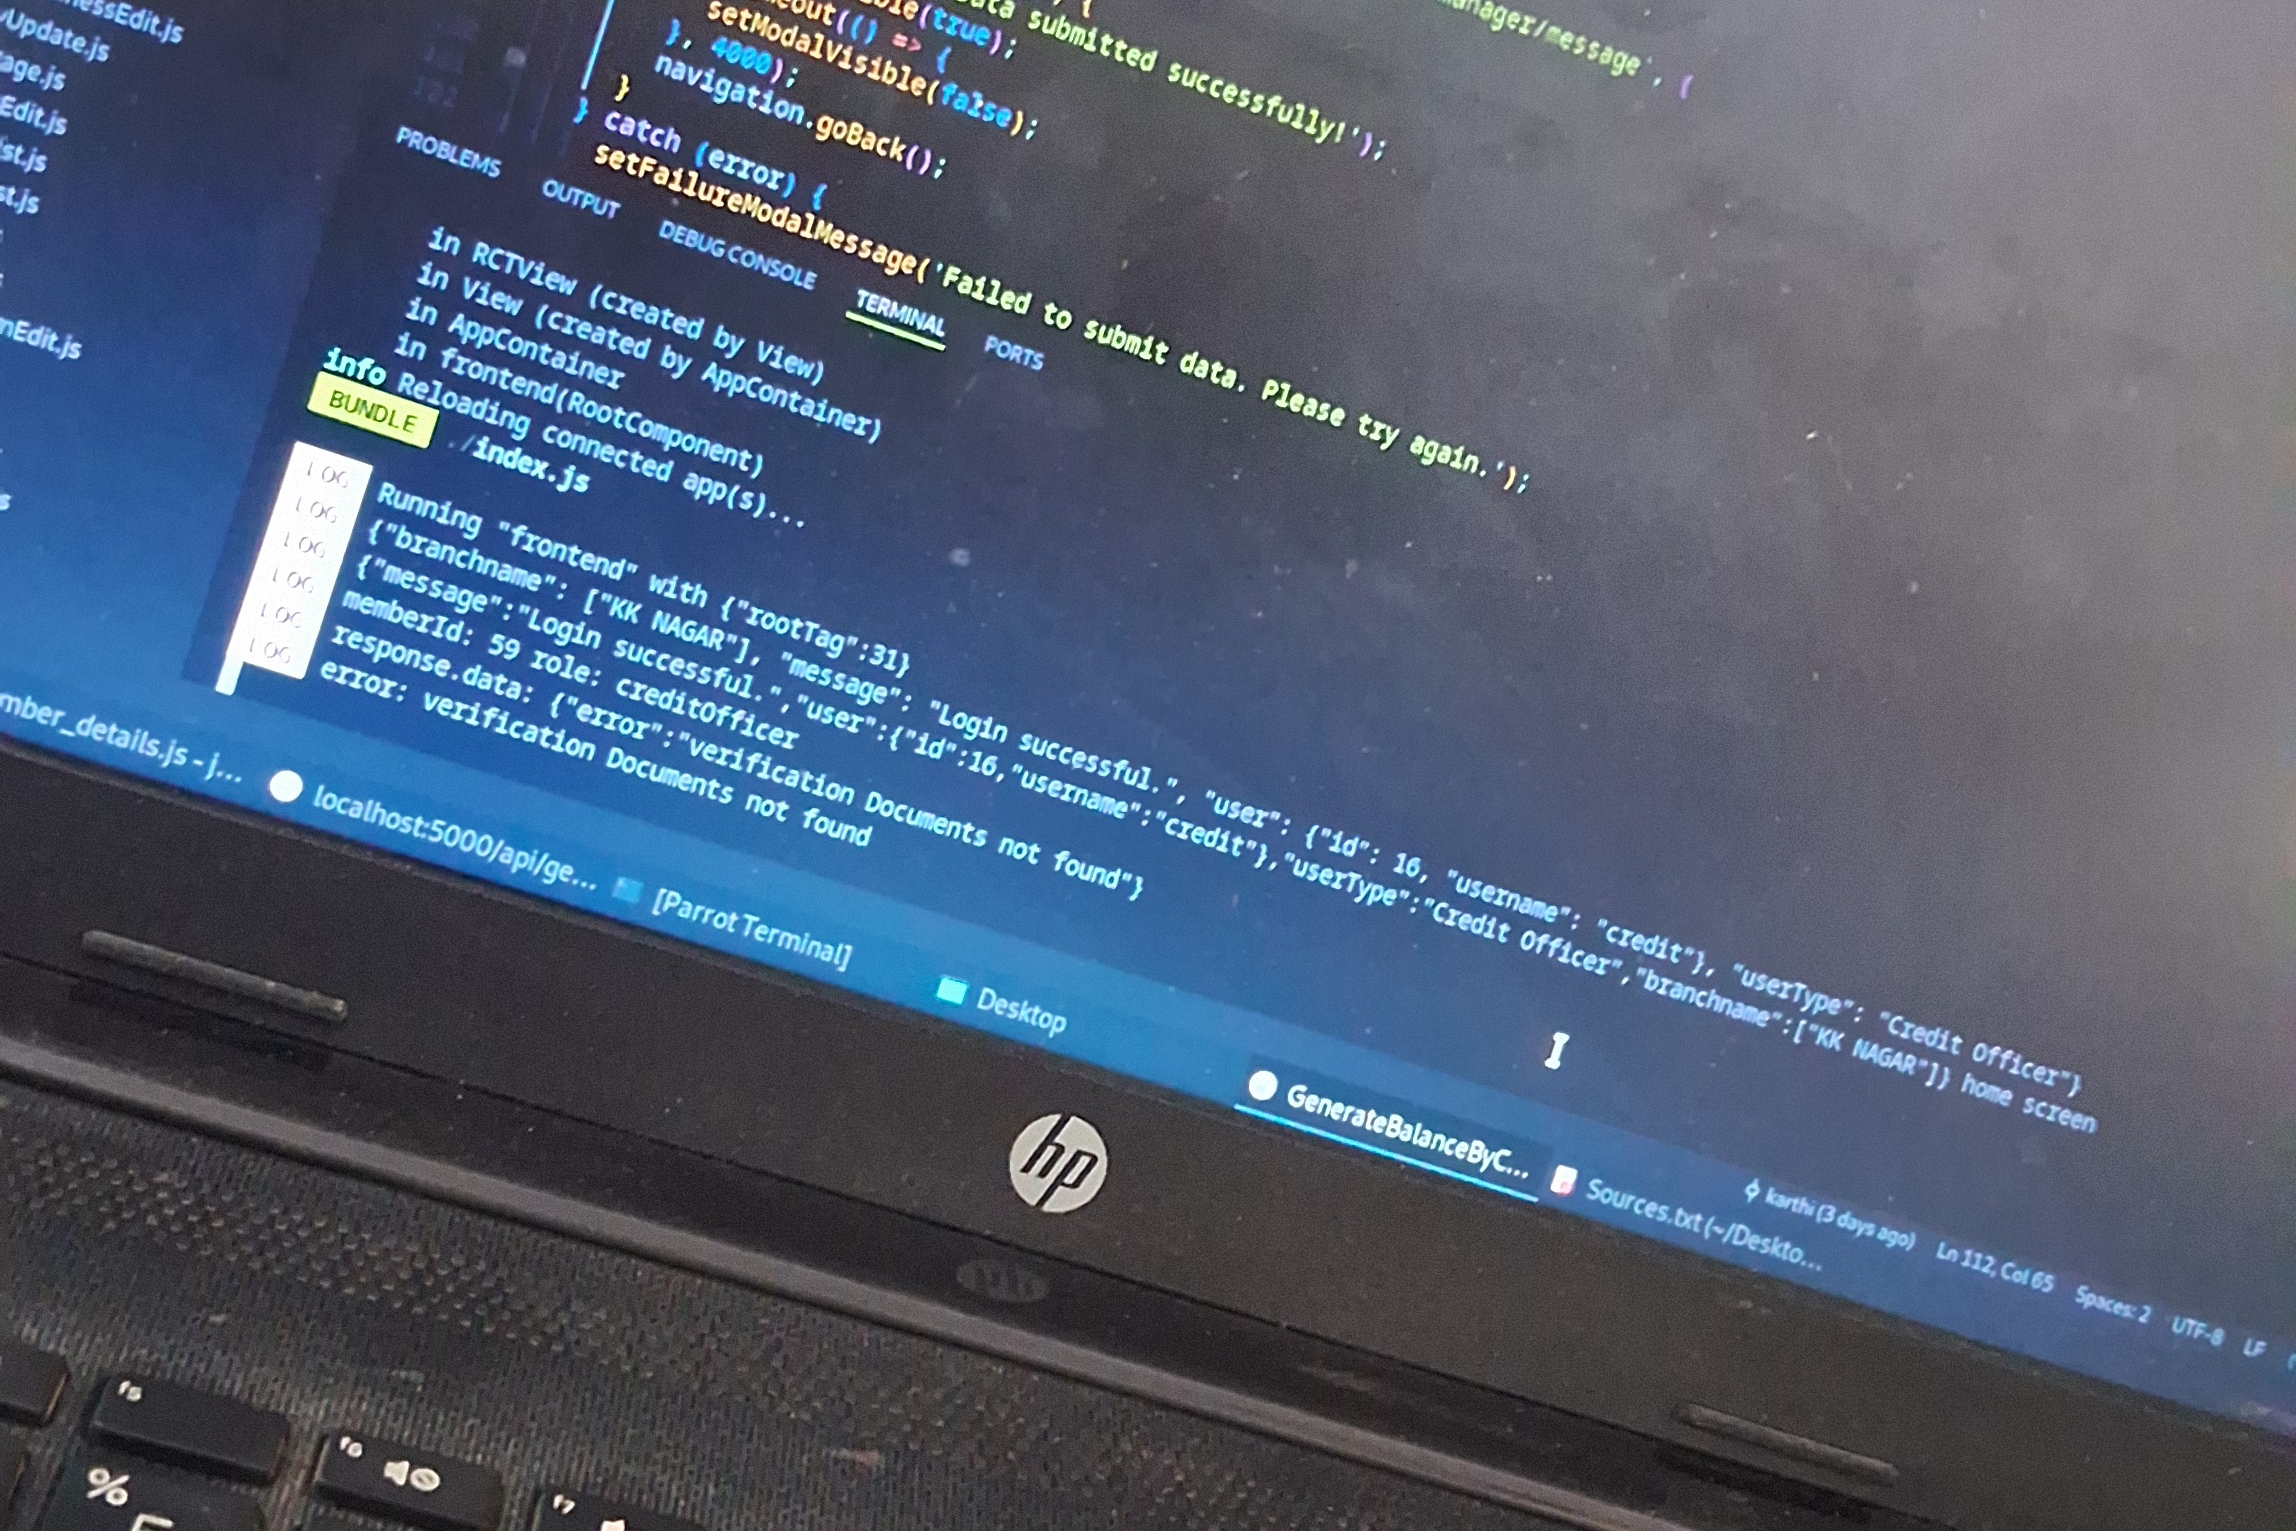 Update.js
age.js
Edit.js
st.js
st.js
nEdit.js
anager/message', {
ata submitted successfully!');
ble(true);
eout(() => {
setModalVisible(false);
}, 4000);
navigation.goBack();
}
} catch (error) {
setFailureModalMessage('Failed to submit data. Please try again.');
PROBLEMS OUTPUT DEBUG CONSOLE TERMINAL PORTS
in RCTView (created by View)
in View (created by AppContainer)
in AppContainer
in frontend(RootComponent)
info Reloading connected app(s)...
BUNDLE ./index.js
LOG Running "frontend" with {"rootTag":31}
LOG {"branchname": ["KK NAGAR"], "message": "Login successful.", "user": {"id": 16, "username": "credit"}, "userType": "Credit Officer"}
LOG {"message":"Login successful.","user":{"id":16,"username":"credit"},"userType":"Credit Officer","branchname":["KK NAGAR"]} home screen
LOG memberId: 59 role: creditOfficer
LOG response.data: {"error":"verification Documents not found"}
LOG error: verification Documents not found
karthi (3 days ago) Ln 112, Col 65 Spaces: 2 UTF-8 LF
mber_details.js - j... localhost:5000/api/ge... [Parrot Terminal] Desktop GenerateBalanceByC... Sources.txt (~/Deskto...
hp
f5
f6
f7
%